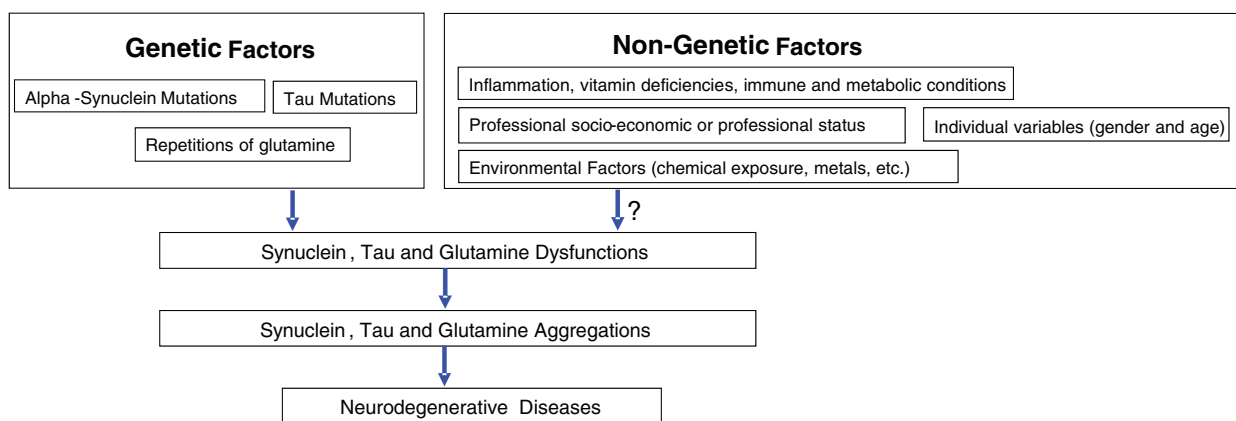 Genetic Factors
Alpha -Synuclein Mutations
Tau Mutations
Repetitions of glutamine
Non-Genetic Factors
Inflammation, vitamin deficiencies, immune and metabolic conditions
Professional socio-economic or professional status
Individual variables (gender and age)
Environmental Factors (chemical exposure, metals, etc.)
?
Synuclein , Tau and Glutamine Dysfunctions
Synuclein , Tau and Glutamine Aggregations
Neurodegenerative Diseases